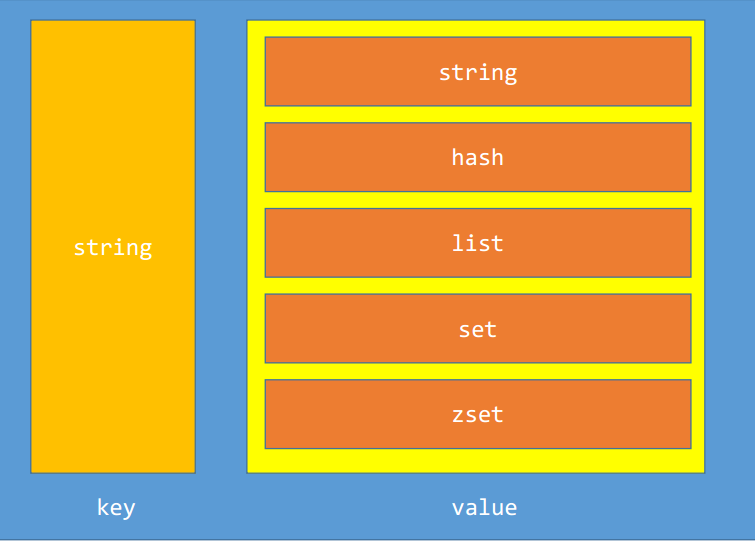 string
string
hash
list
set
zset
key
value